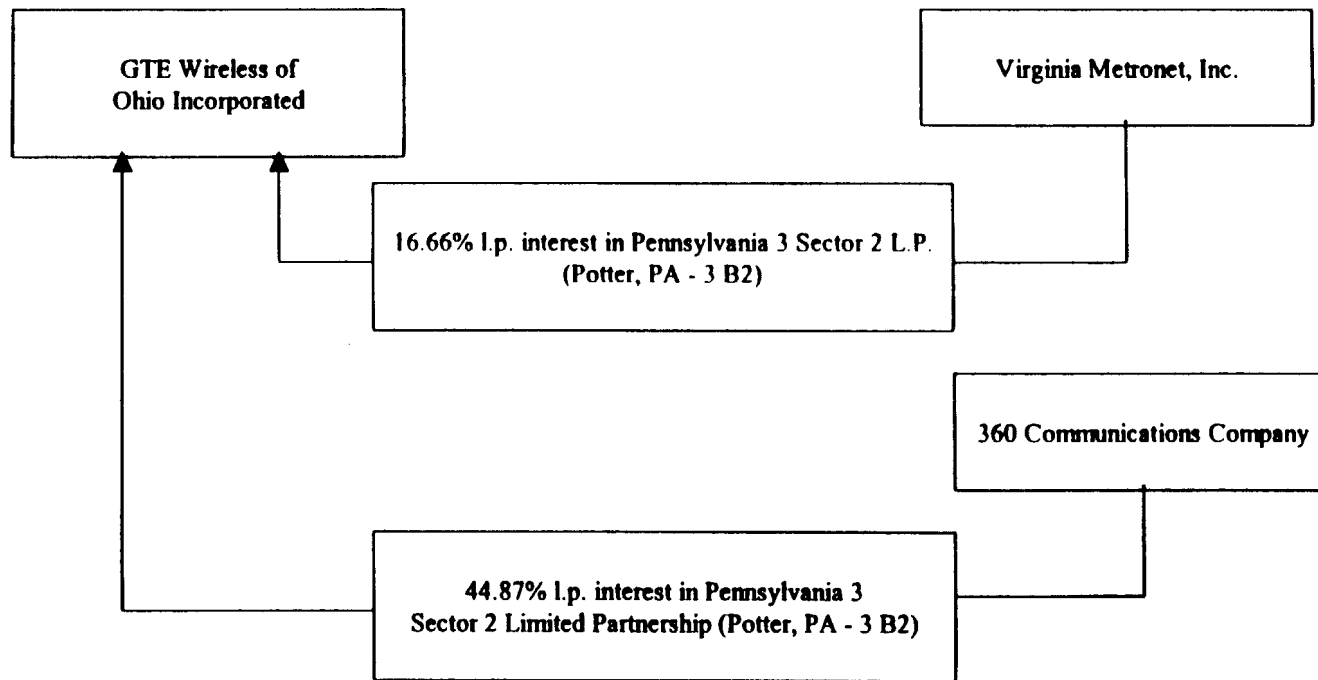 GTE Wireless of
Ohio Incorporated
Virginia Metronet, Inc.
16.66% l.p. interest in Pennsylvania 3 Sector 2 L.P.
(Potter, PA - 3 B2)
360 Communications Company
44.87% l.p. interest in Pennsylvania 3
Sector 2 Limited Partnership (Potter, PA - 3 B2)